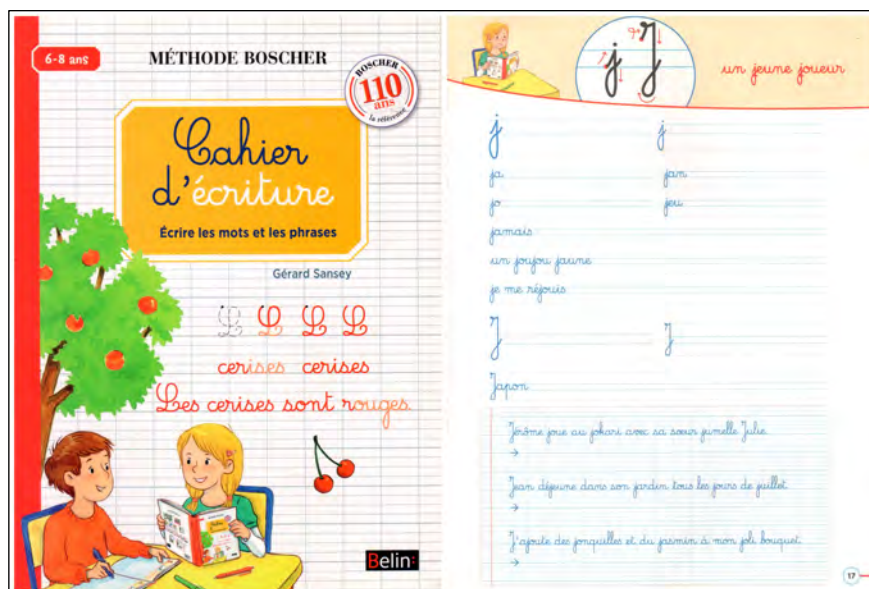 6-8 ans
MÉTHODE BOSCHER
BOSCHER
110
ans
la référence
Cahier
d'écriture
Écrire les mots et les phrases
Gérard Sansey
L L L L
cerises cerises
Les cerises sont rouges.
Belin:
j J
un jeune joueur
j j
ja jan
jo jeu
jamais
un joujou jaune
je me réjouis
J J
Japon
Jérôme joue au jokari avec sa sœur jumelle Julie.
→
Jean déjeune dans son jardin tous les jours de juillet.
→
J'ajoute des jonquilles et du jasmin à mon joli bouquet.
→
17